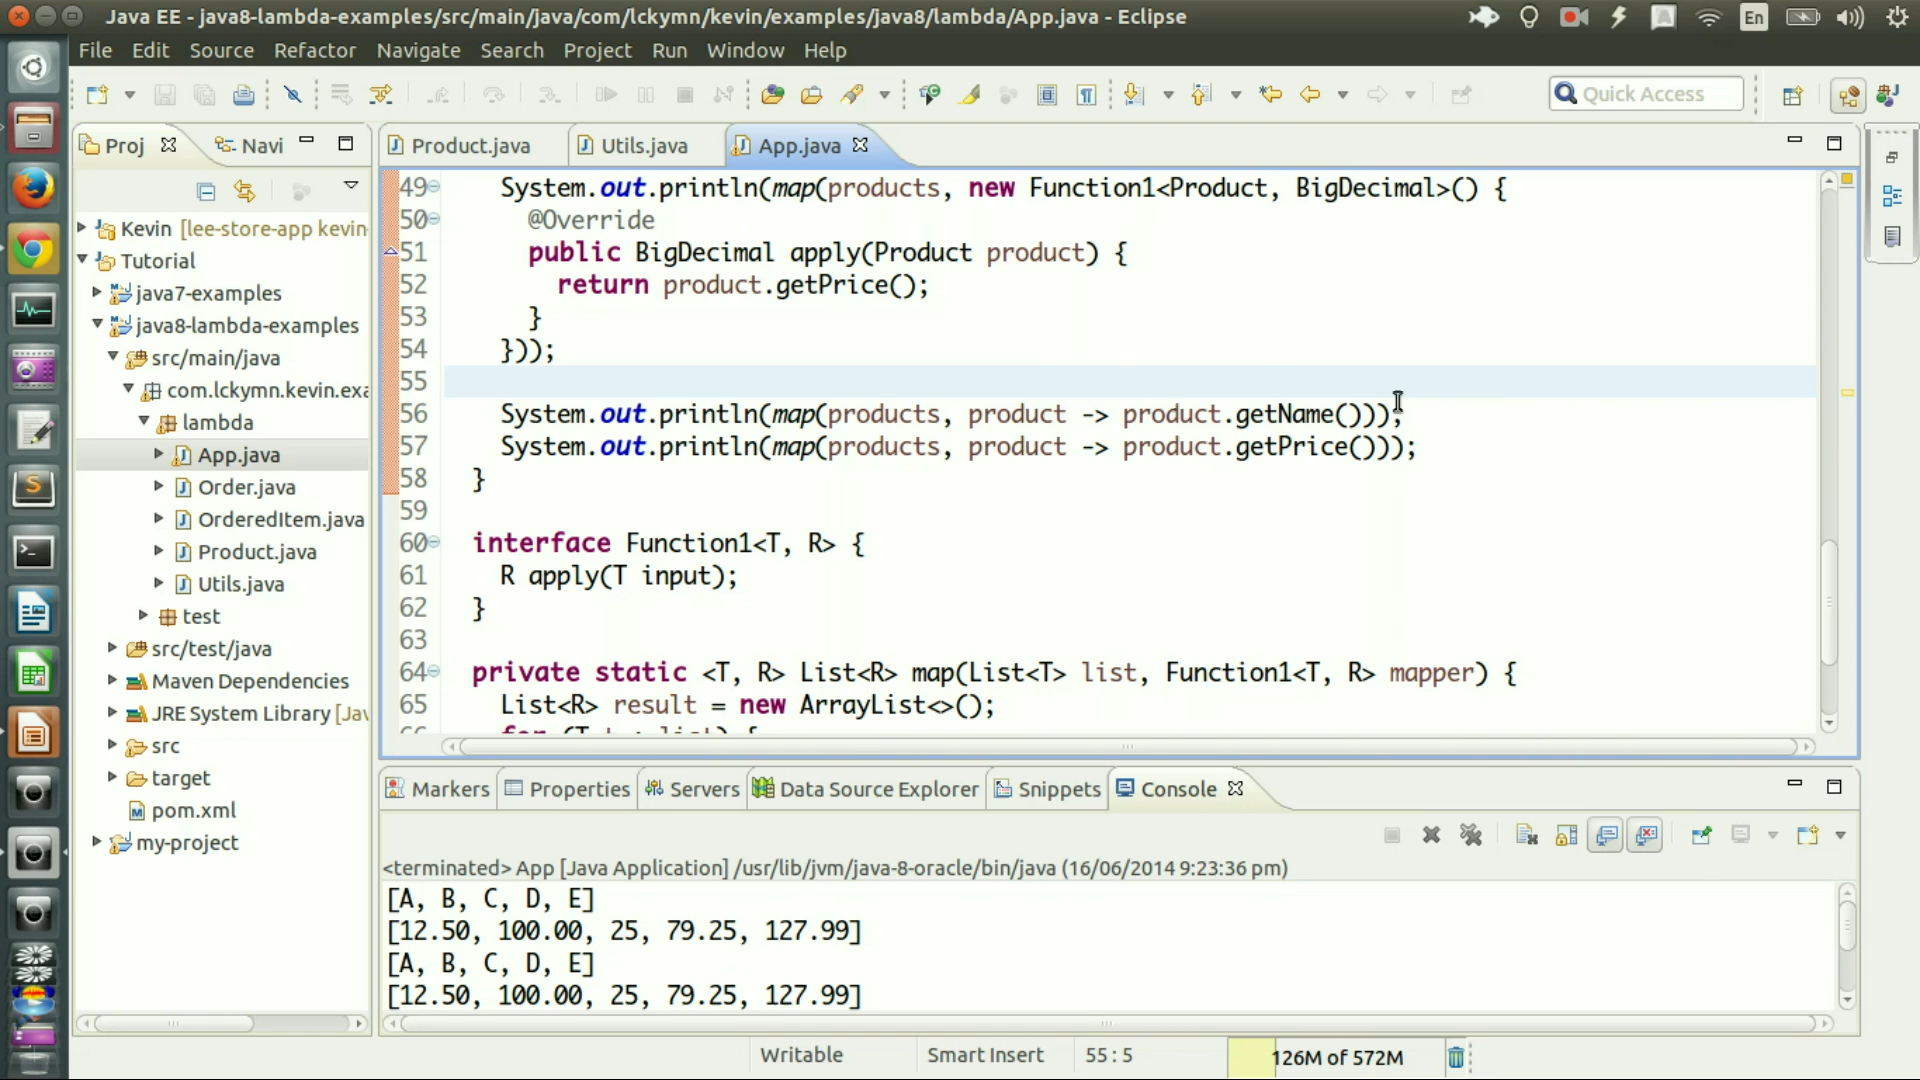 Java EE - java8-lambda-examples/src/main/java/com/lckymn/kevin/examples/java8/lambda/App.java - Eclipse
En
File Edit Source Refactor Navigate Search Project Run Window Help
Quick Access
Proj Navi
Product.java Utils.java App.java
Kevin [lee-store-app kevin
Tutorial
java7-examples
java8-lambda-examples
src/main/java
com.lckymn.kevin.exa
lambda
App.java
Order.java
OrderedItem.java
Product.java
Utils.java
test
src/test/java
Maven Dependencies
JRE System Library [Jav
src
target
pom.xml
my-project
49 System.out.println(map(products, new Function1<Product, BigDecimal>() {
50 @Override
51 public BigDecimal apply(Product product) {
52 return product.getPrice();
53 }
54 }));
55
56 System.out.println(map(products, product -> product.getName()));
57 System.out.println(map(products, product -> product.getPrice()));
58 }
59
60 interface Function1<T, R> {
61 R apply(T input);
62 }
63
64 private static <T, R> List<R> map(List<T> list, Function1<T, R> mapper) {
65 List<R> result = new ArrayList<>();
Markers Properties Servers Data Source Explorer Snippets Console
<terminated> App [Java Application] /usr/lib/jvm/java-8-oracle/bin/java (16/06/2014 9:23:36 pm)
[A, B, C, D, E]
[12.50, 100.00, 25, 79.25, 127.99]
[A, B, C, D, E]
[12.50, 100.00, 25, 79.25, 127.99]
Writable Smart Insert 55 : 5 126M of 572M